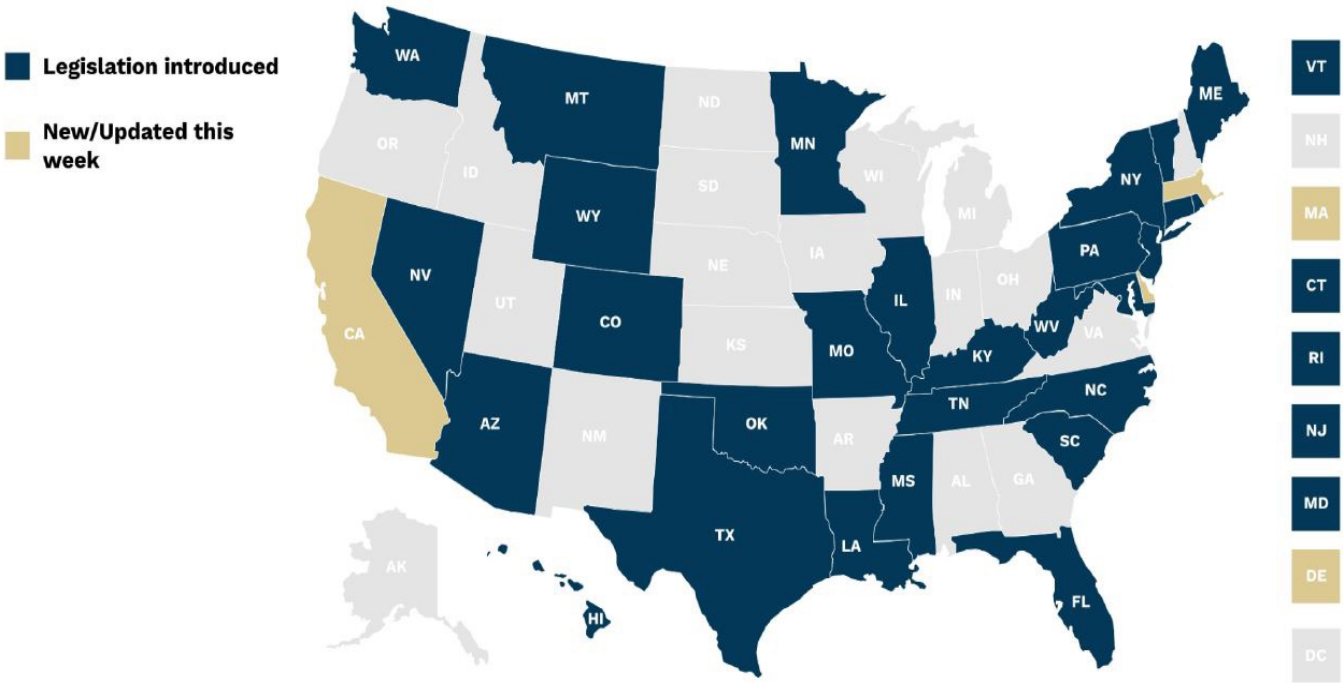 Legislation introduced
New/Updated this
week
WA
MT
ND
MN
OR
ID
SD
WI
MI
NY
ME
WY
NV
UT
CO
NE
IA
IL
IN
OH
PA
CA
KS
MO
KY
WV
VA
AZ
NM
OK
AR
TN
NC
SC
MS
AL
GA
TX
LA
FL
AK
HI
VT
NH
MA
CT
RI
NJ
MD
DE
DC